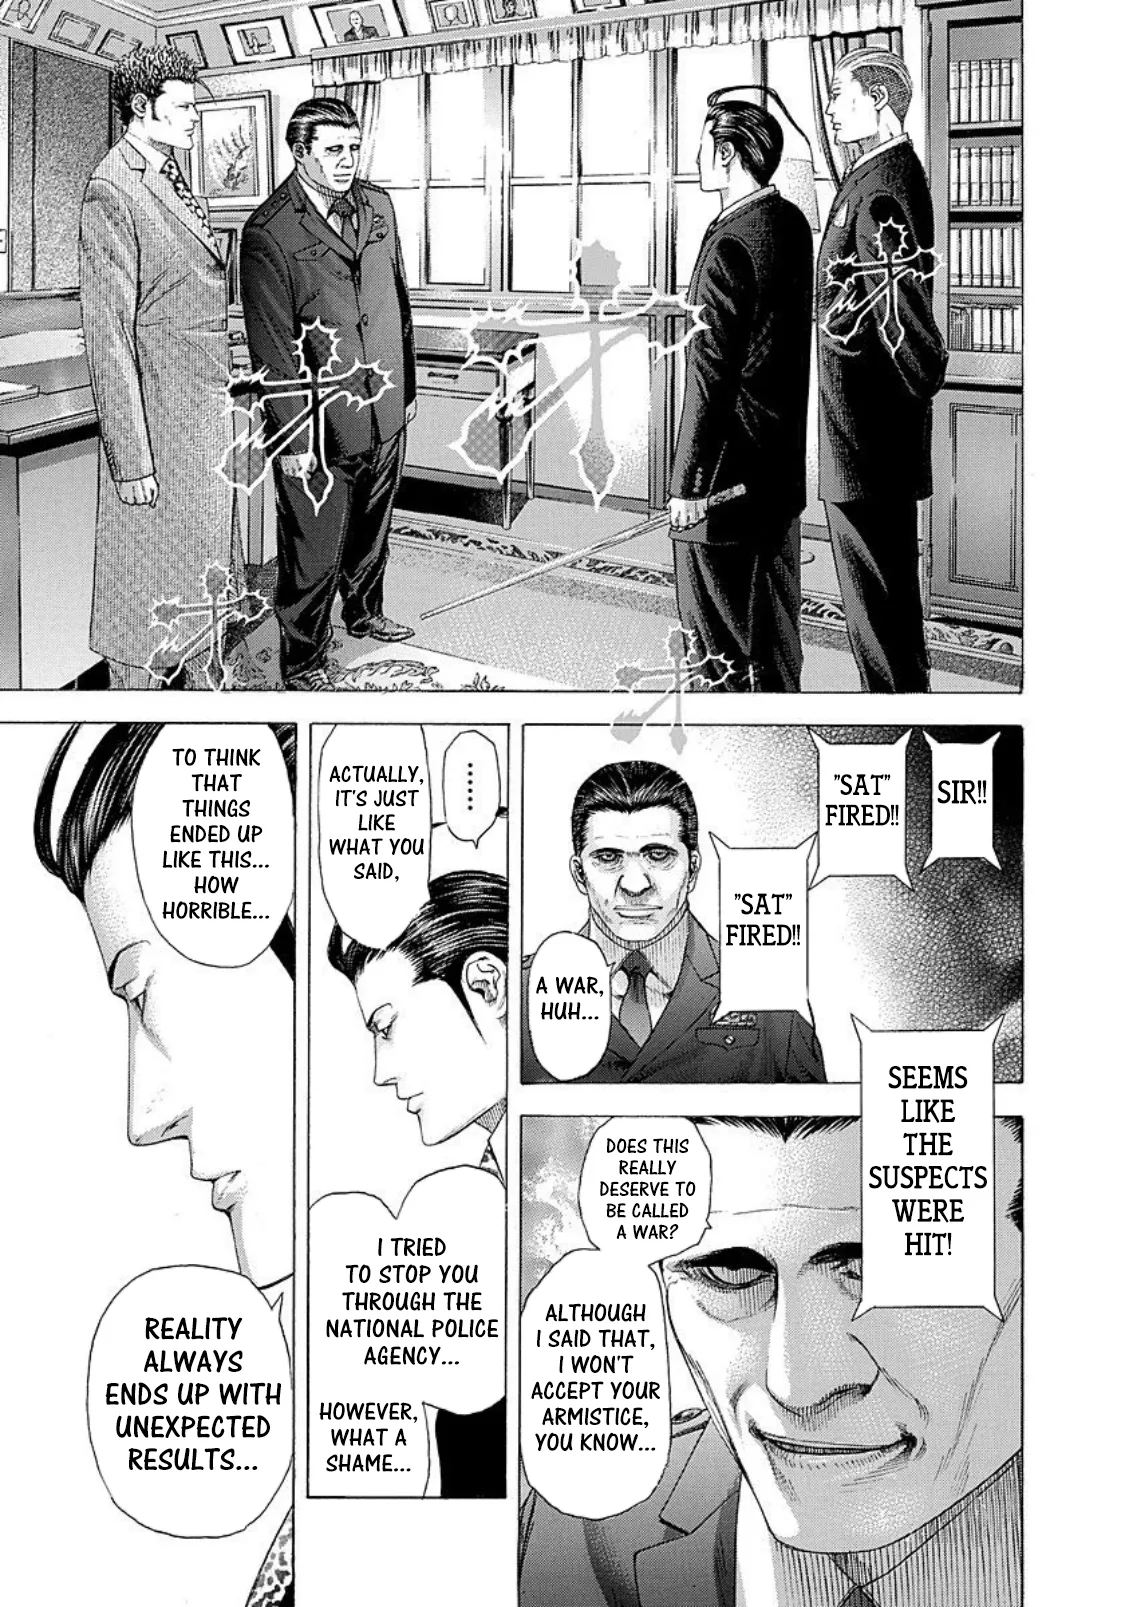 SIR!!
"SAT"
FIRED!!
"SAT"
FIRED!!
A WAR,
HUH...
SEEMS
LIKE
THE
SUSPECTS
WERE
HIT!
DOES THIS
REALLY
DESERVE TO
BE CALLED
A WAR?
ALTHOUGH
I SAID THAT,
I WON'T
ACCEPT YOUR
ARMISTICE,
YOU KNOW...
......
ACTUALLY,
IT'S JUST
LIKE
WHAT YOU
SAID,
I TRIED
TO STOP YOU
THROUGH THE
NATIONAL POLICE
AGENCY...
HOWEVER,
WHAT A
SHAME...
TO THINK
THAT
THINGS
ENDED UP
LIKE THIS...
HOW
HORRIBLE...
REALITY
ALWAYS
ENDS UP WITH
UNEXPECTED
RESULTS...